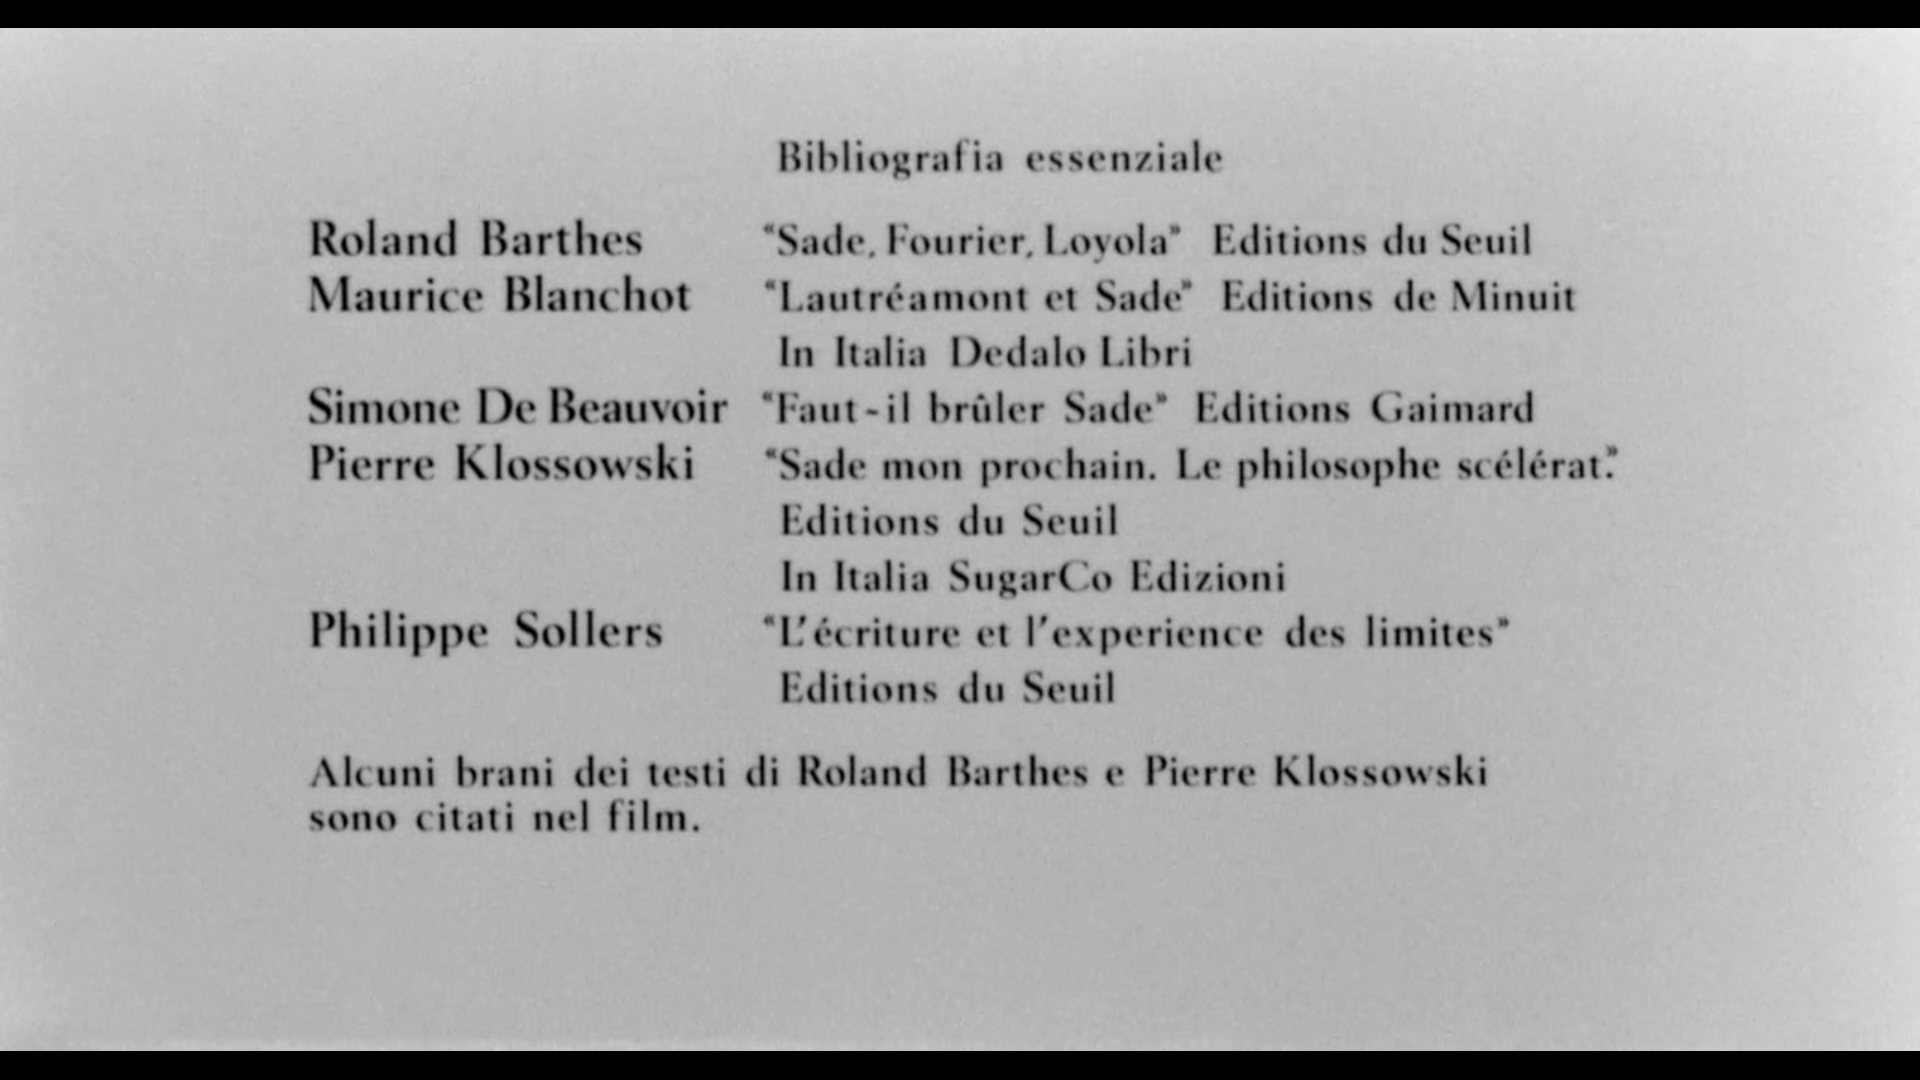 Bibliografia essenziale
Roland Barthes “Sade, Fourier, Loyola” Editions du Seuil
Maurice Blanchot “Lautréamont et Sade” Editions de Minuit
In Italia Dedalo Libri
Simone De Beauvoir “Faut-il brûler Sade” Editions Gaimard
Pierre Klossowski “Sade mon prochain. Le philosophe scélérat.”
Editions du Seuil
In Italia SugarCo Edizioni
Philippe Sollers “L'écriture et l'experience des limites”
Editions du Seuil
Alcuni brani dei testi di Roland Barthes e Pierre Klossowski
sono citati nel film.